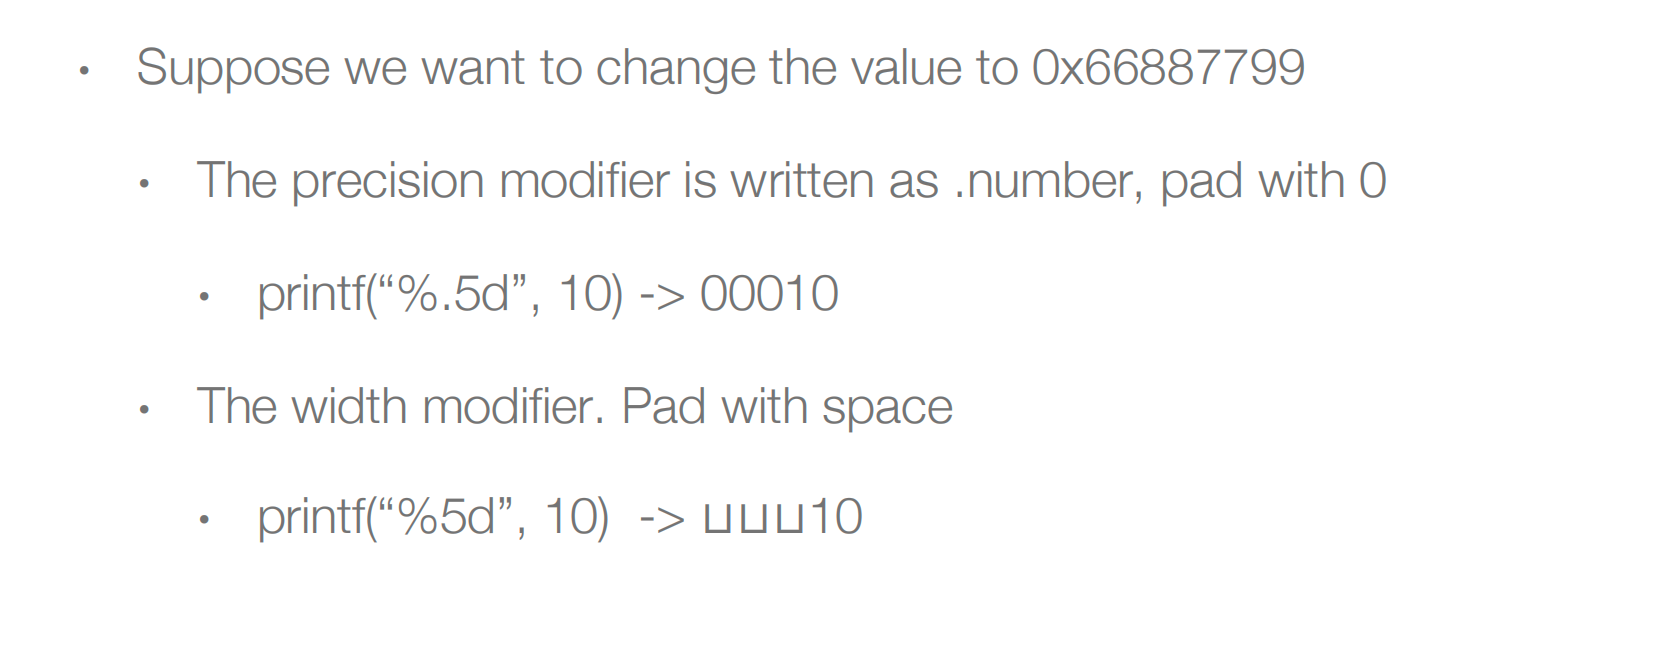 • Suppose we want to change the value to 0x66887799
• The precision modifier is written as .number, pad with 0
• printf(“%.5d”, 10) -> 00010
• The width modifier. Pad with space
• printf(“%5d”, 10)  -> ⊔⊔⊔10